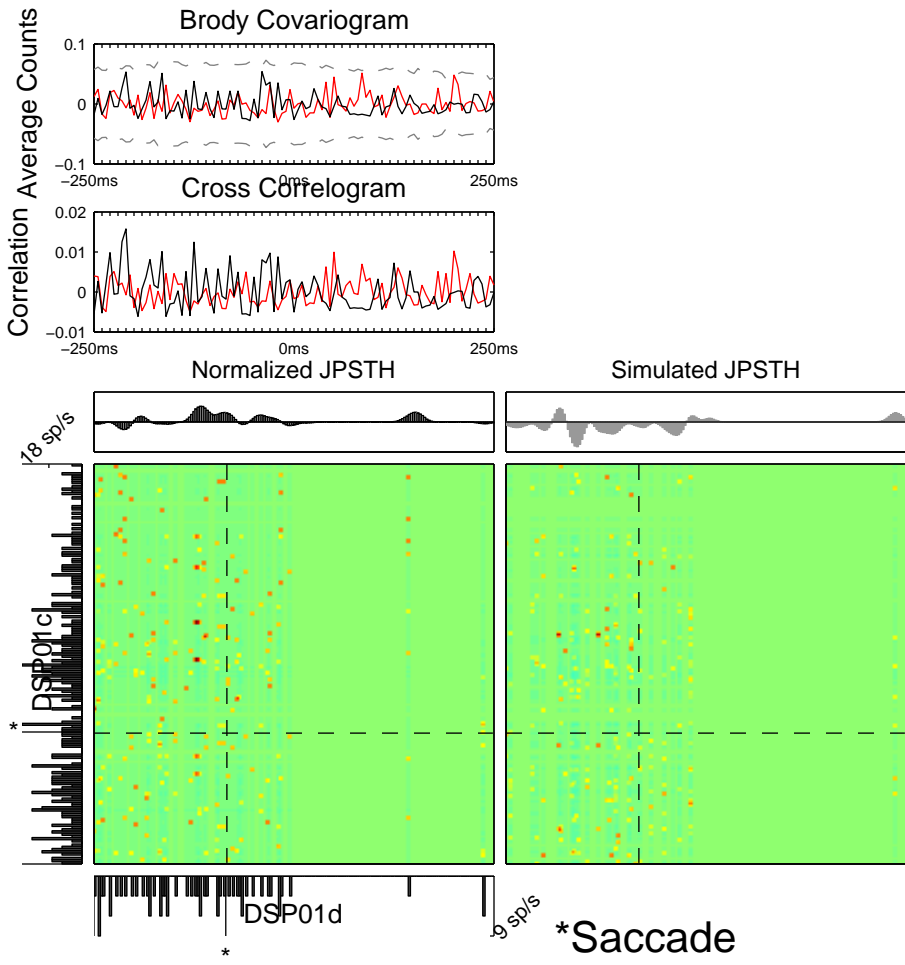 Brody Covariogram
Average Counts
0.1
0
−0.1
−250ms
0ms
250ms
Cross Correlogram
Correlation
0.02
0.01
0
−0.01
−250ms
0ms
250ms
Normalized JPSTH
Simulated JPSTH
18 sp/s
DSP01c
*
DSP01d
9 sp/s
*
*Saccade